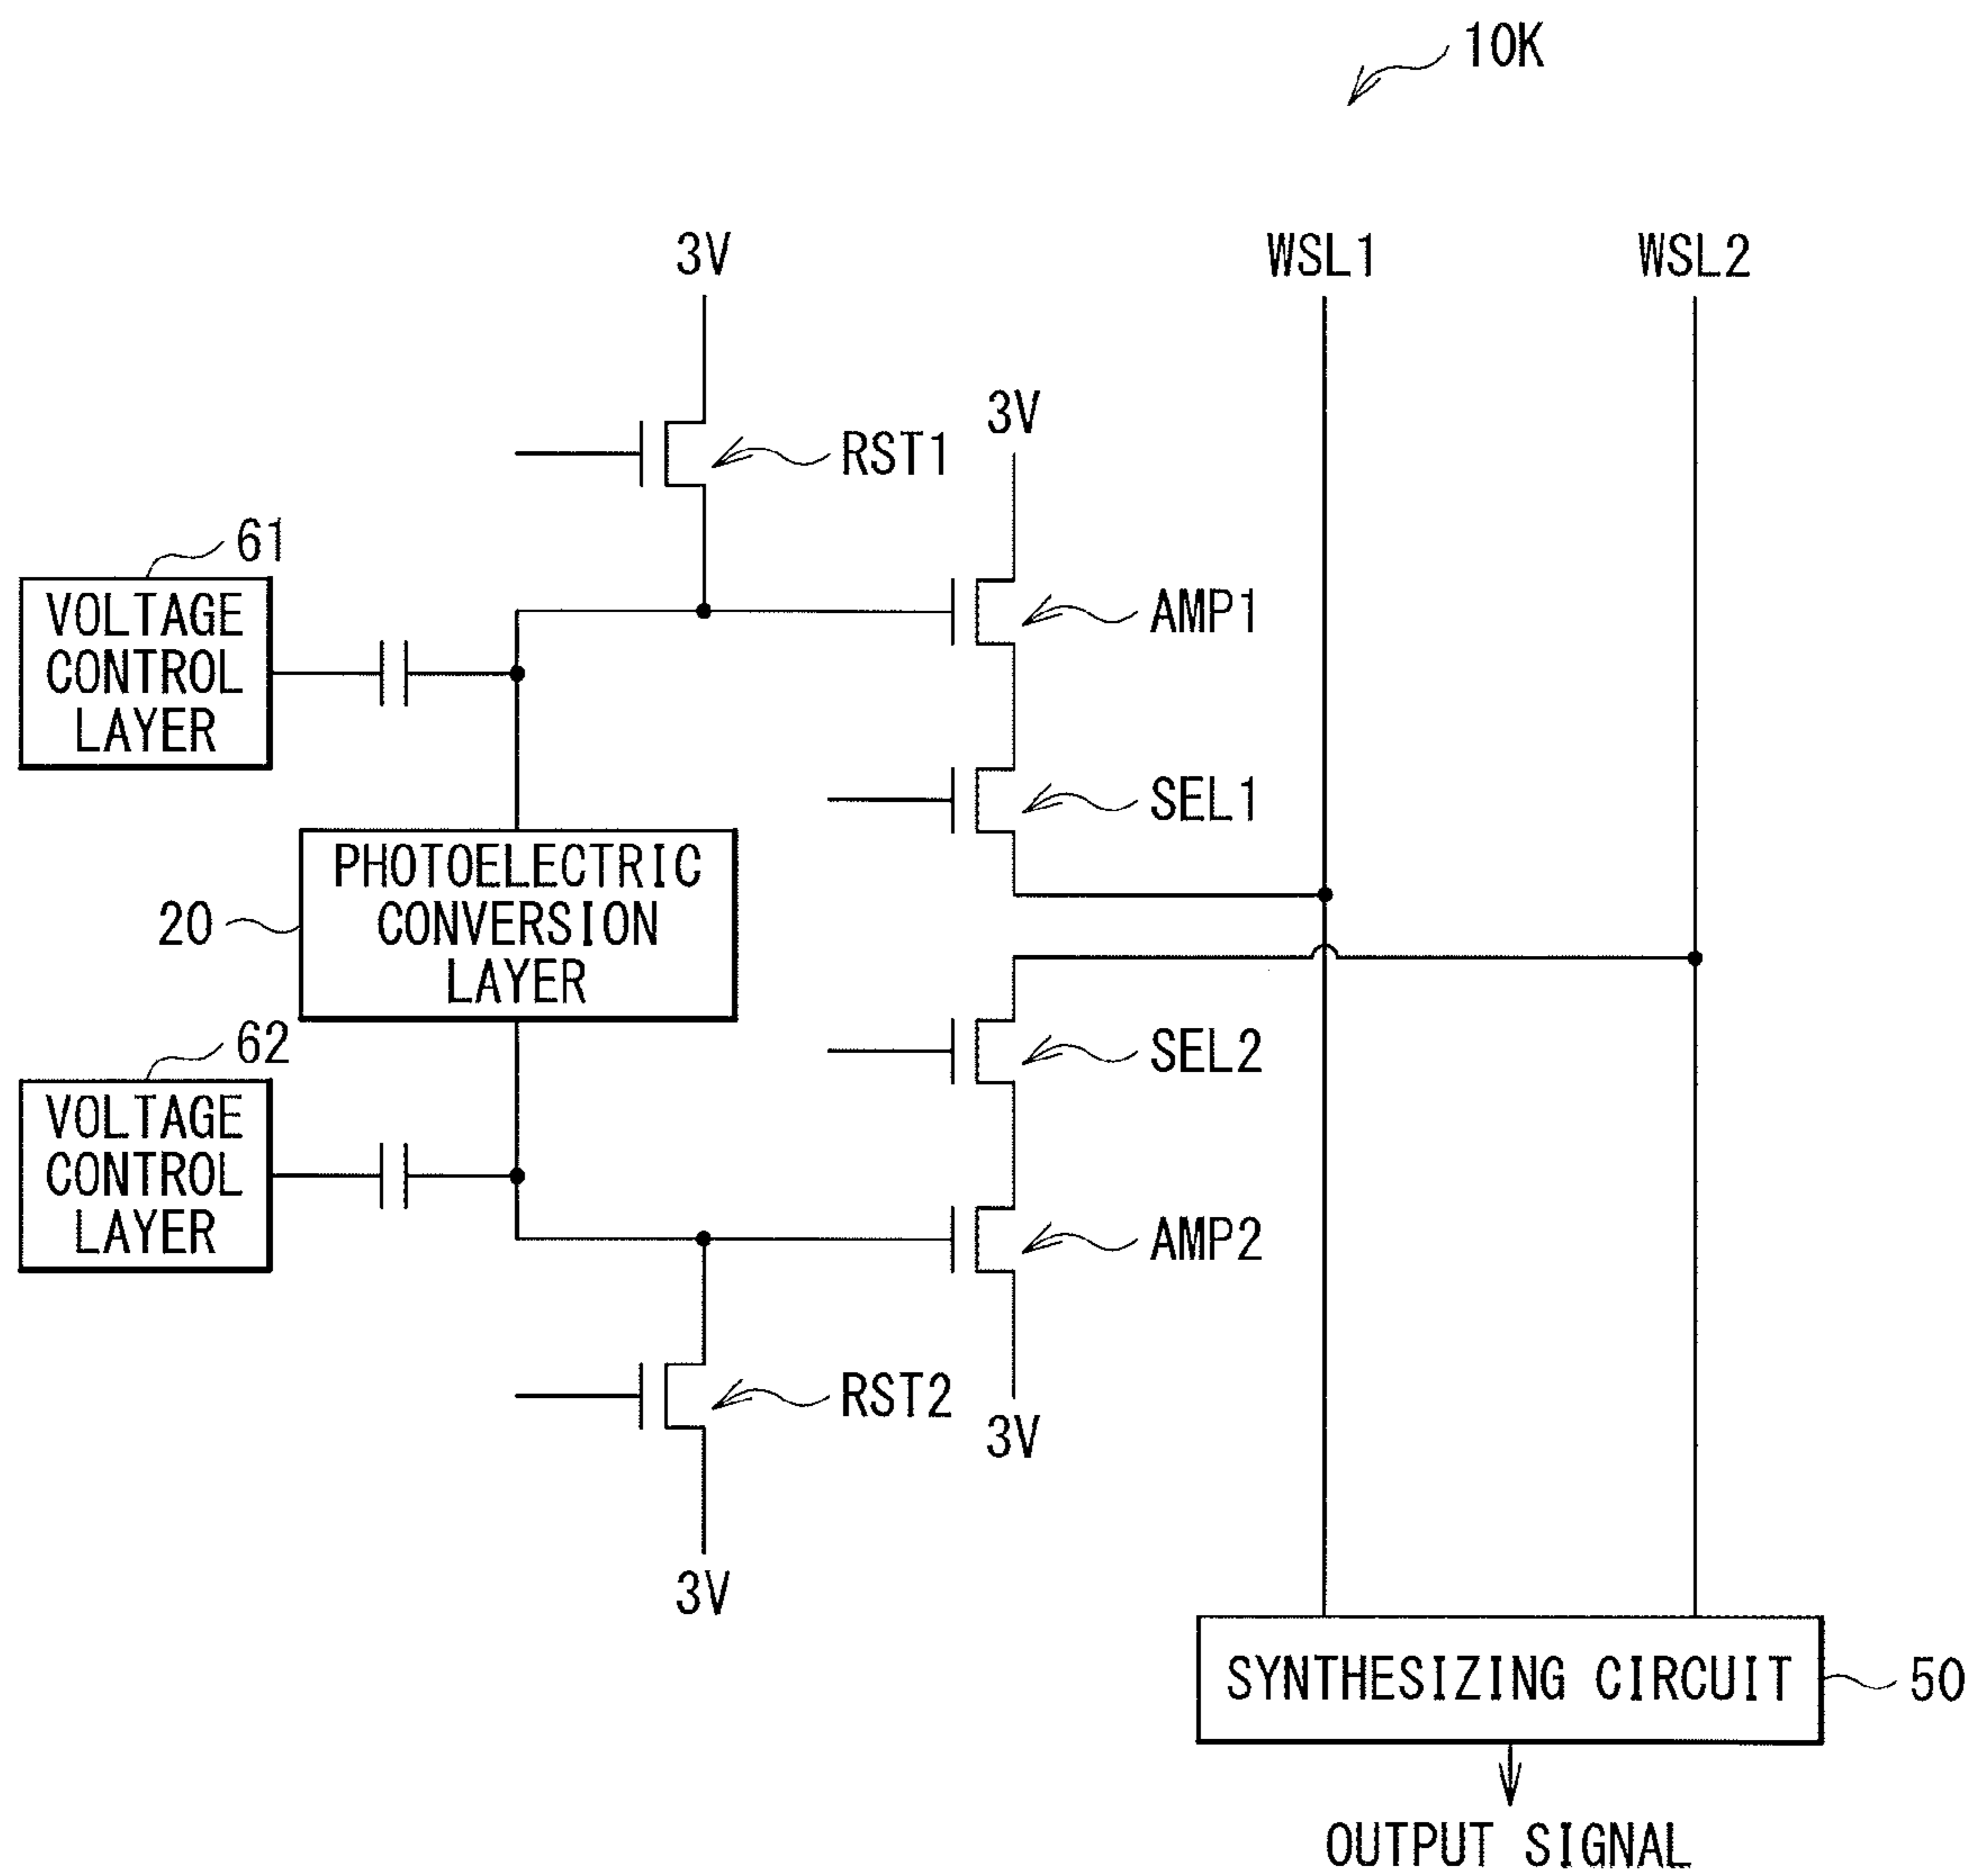 10K
3V
WSL1
WSL2
3V
RST1
61
VOLTAGE
CONTROL
LAYER
AMP1
SEL1
PHOTOELECTRIC
CONVERSION
LAYER
20
62
VOLTAGE
CONTROL
LAYER
SEL2
AMP2
RST2
3V
3V
SYNTHESIZING CIRCUIT
50
OUTPUT SIGNAL